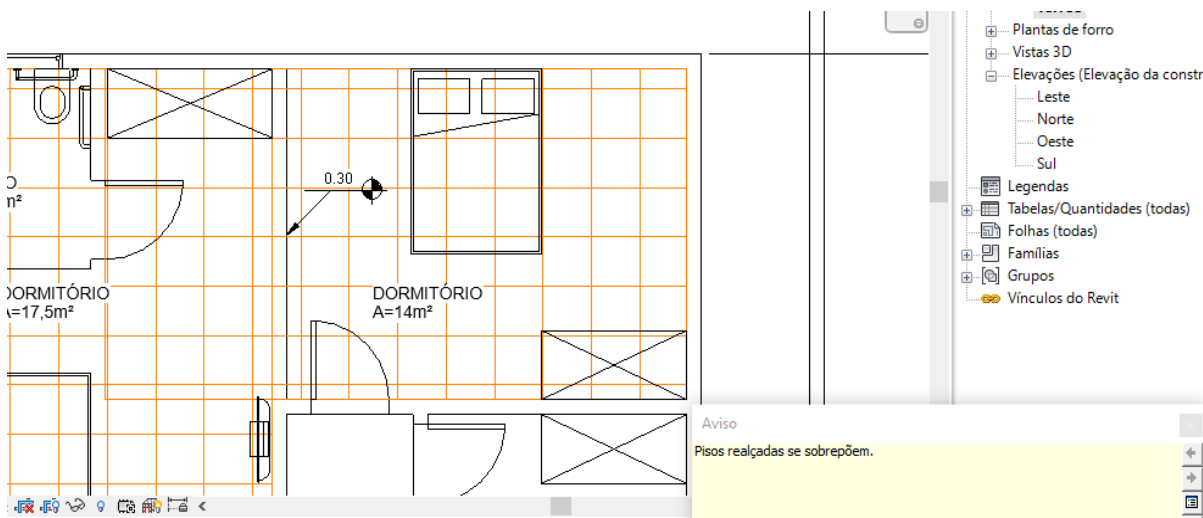 Plantas de forro
Vistas 3D
Elevações (Elevação da constr
Leste
Norte
Oeste
Sul
Legendas
Tabelas/Quantidades (todas)
Folhas (todas)
Famílias
Grupos
Vínculos do Revit
0.30
O
m²
DORMITÓRIO
A=17,5m²
DORMITÓRIO
A=14m²
Aviso
Pisos realçadas se sobrepõem.